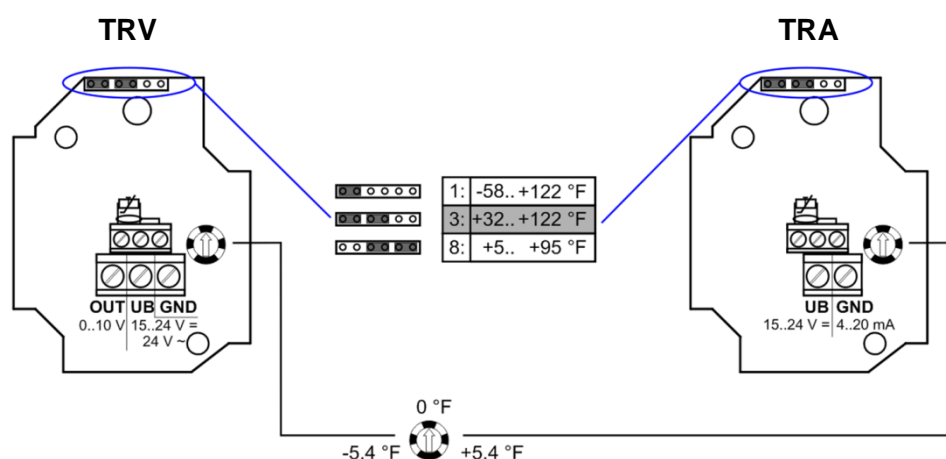 TRV
TRA
1: -58.. +122 °F
3: +32.. +122 °F
8: +5.. +95 °F
OUT UB GND
0..10 V 15..24 V =
24 V ~
UB GND
15..24 V = 4..20 mA
0 °F
-5.4 °F +5.4 °F